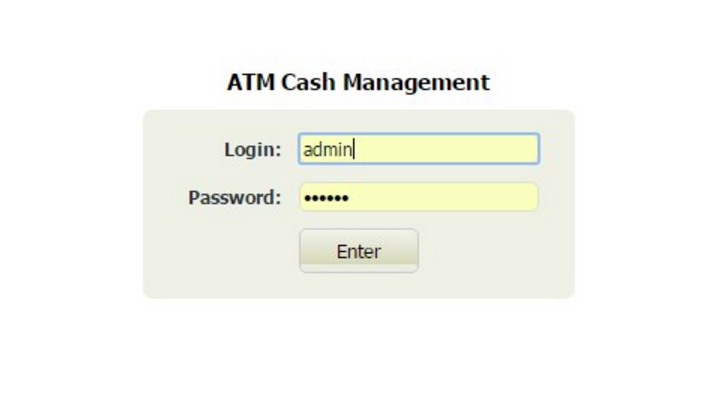 ATM Cash Management
Login: admin
Password: ••••••
Enter